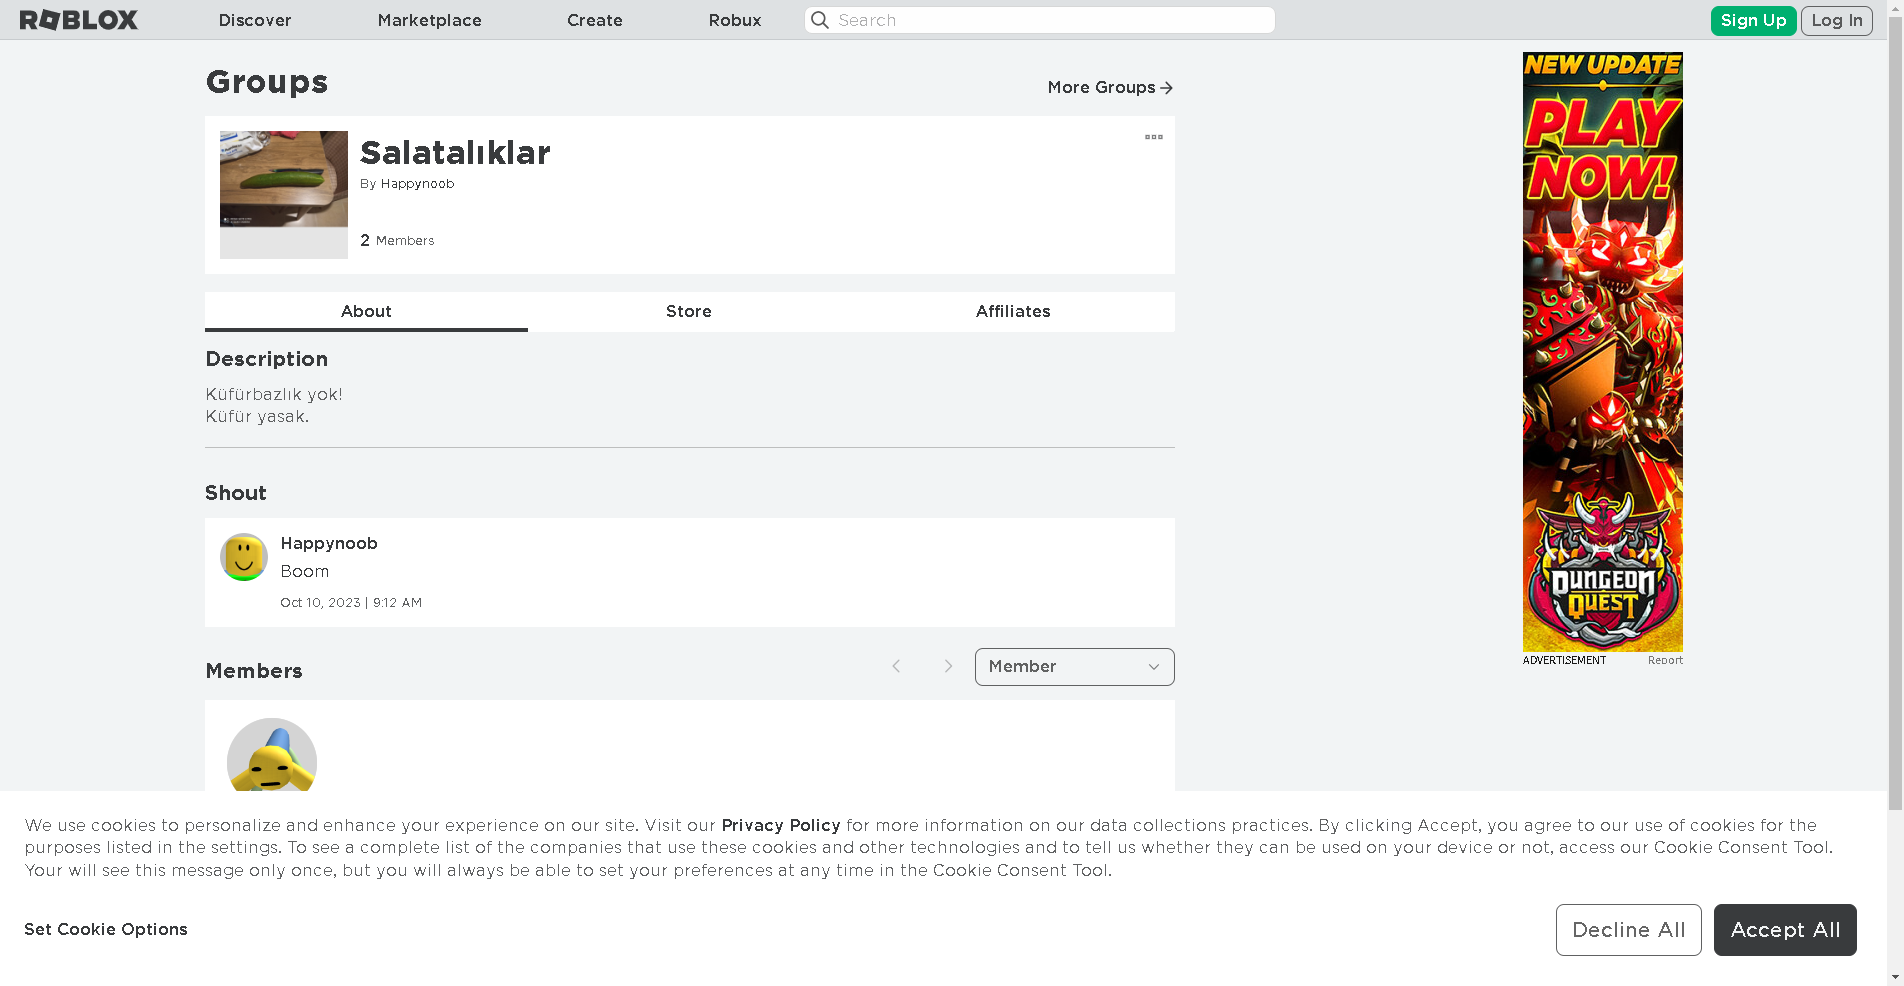 ROBLOX Discover Marketplace Create Robux Search Sign Up Log In
Groups
More Groups
Salatalıklar
By Happynoob
2 Members
About Store Affiliates
Description
Küfürbazlık yok!
Küfür yasak.
Shout
Happynoob
Boom
Oct 10, 2023 | 9:12 AM
Members
Member
NEW UPDATE
PLAY
NOW!
DUNGEON
QUEST
ADVERTISEMENT Report
We use cookies to personalize and enhance your experience on our site. Visit our Privacy Policy for more information on our data collections practices. By clicking Accept, you agree to our use of cookies for the
purposes listed in the settings. To see a complete list of the companies that use these cookies and other technologies and to tell us whether they can be used on your device or not, access our Cookie Consent Tool.
Your will see this message only once, but you will always be able to set your preferences at any time in the Cookie Consent Tool.
Set Cookie Options
Decline All Accept All